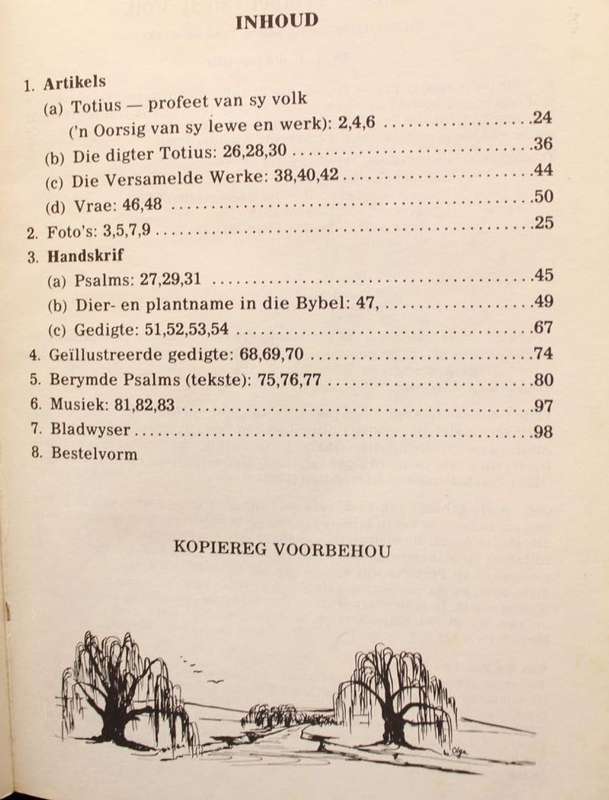 INHOUD
1. Artikels
(a) Totius — profeet van sy volk
('n Oorsig van sy lewe en werk): 2,4,6 ..................24
(b) Die digter Totius: 26,28,30 ..............................36
(c) Die Versamelde Werke: 38,40,42 ........................44
(d) Vrae: 46,48 .............................................50
2. Foto's: 3,5,7,9 .............................................25
3. Handskrif
(a) Psalms: 27,29,31 ........................................45
(b) Dier- en plantname in die Bybel: 47, ...................49
(c) Gedigte: 51,52,53,54 ....................................67
4. Geïllustreerde gedigte: 68,69,70 ...........................74
5. Berymde Psalms (tekste): 75,76,77 .........................80
6. Musiek: 81,82,83 ...........................................97
7. Bladwyser ..................................................98
8. Bestelvorm
KOPIEREG VOORBEHOU
Olga